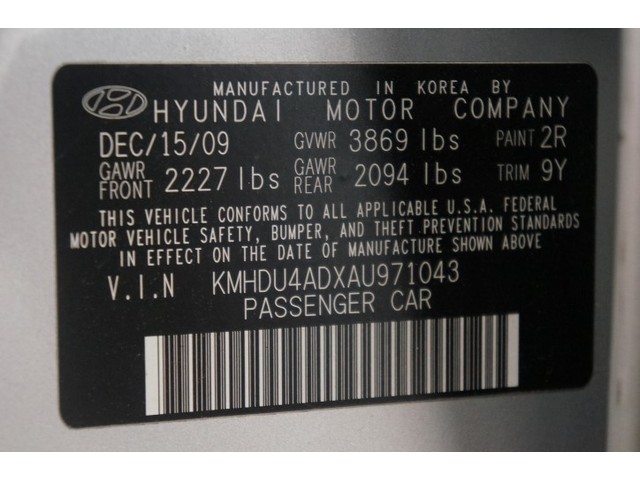 MANUFACTURED IN KOREA BY
HYUNDAI MOTOR COMPANY
DEC/15/09 GVWR 3869 lbs PAINT 2R
GAWR FRONT 2227 lbs GAWR REAR 2094 lbs TRIM 9Y
THIS VEHICLE CONFORMS TO ALL APPLICABLE U.S.A. FEDERAL
MOTOR VEHICLE SAFETY, BUMPER, AND THEFT PREVENTION STANDARDS
IN EFFECT ON THE DATE OF MANUFACTURE SHOWN ABOVE.
V.I.N KMHDU4ADXAU971043
PASSENGER CAR